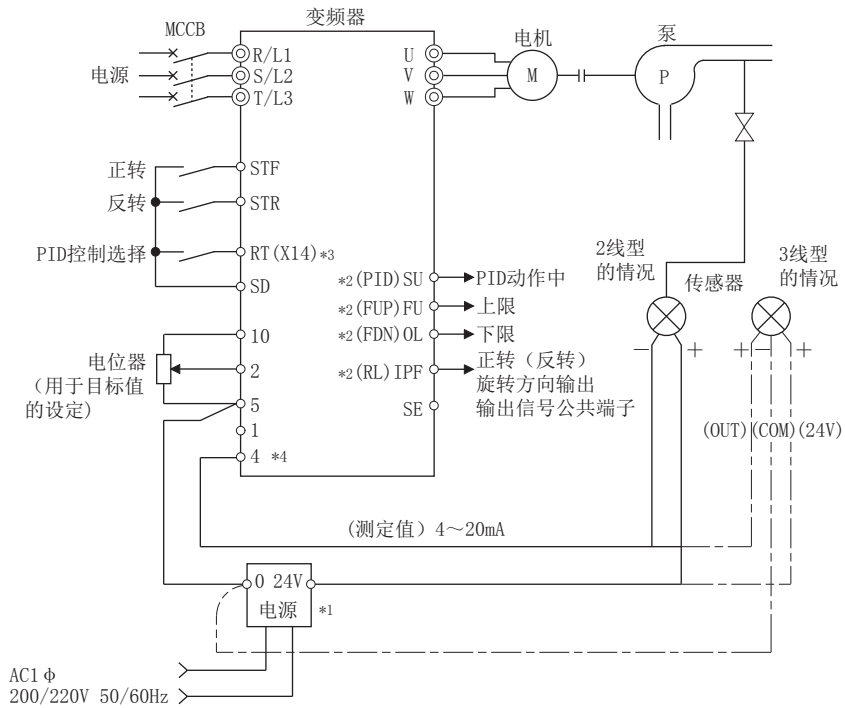 变频器
MCCB
电源
R/L1
S/L2
T/L3
U
V
W
电机
M
泵
P
正转
STF
反转
STR
PID控制选择
RT(X14)*3
SD
*2(PID)SU
PID动作中
*2(FUP)FU
上限
*2(FDN)OL
下限
*2(RL)IPF
正转（反转）
旋转方向输出
SE
输出信号公共端子
2线型
的情况
传感器
3线型
的情况
－ ＋
＋ － ＋
(OUT)(COM)(24V)
电位器
（用于目标值
的设定)
10
2
5
1
4 *4
(测定值）4～20mA
0 24V
电源
*1
AC1ϕ
200/220V 50/60Hz